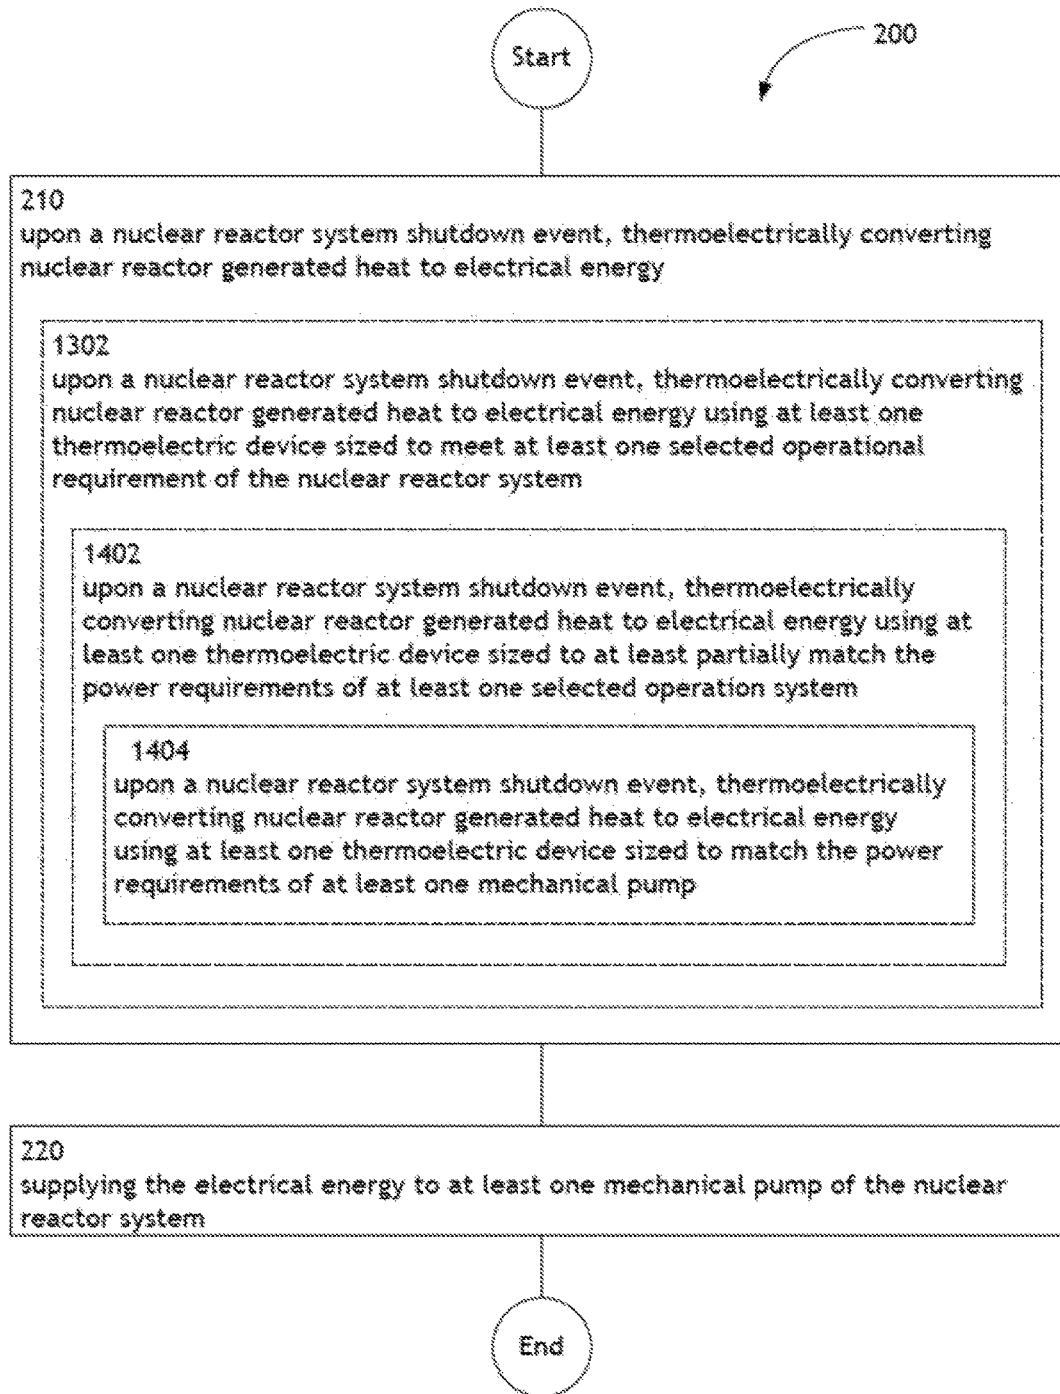 Start
200
210
upon a nuclear reactor system shutdown event, thermoelectrically converting
nuclear reactor generated heat to electrical energy
1302
upon a nuclear reactor system shutdown event, thermoelectrically converting
nuclear reactor generated heat to electrical energy using at least one
thermoelectric device sized to meet at least one selected operational
requirement of the nuclear reactor system
1402
upon a nuclear reactor system shutdown event, thermoelectrically
converting nuclear reactor generated heat to electrical energy using at
least one thermoelectric device sized to at least partially match the
power requirements of at least one selected operation system
1404
upon a nuclear reactor system shutdown event, thermoelectrically
converting nuclear reactor generated heat to electrical energy
using at least one thermoelectric device sized to match the power
requirements of at least one mechanical pump
220
supplying the electrical energy to at least one mechanical pump of the nuclear
reactor system
End